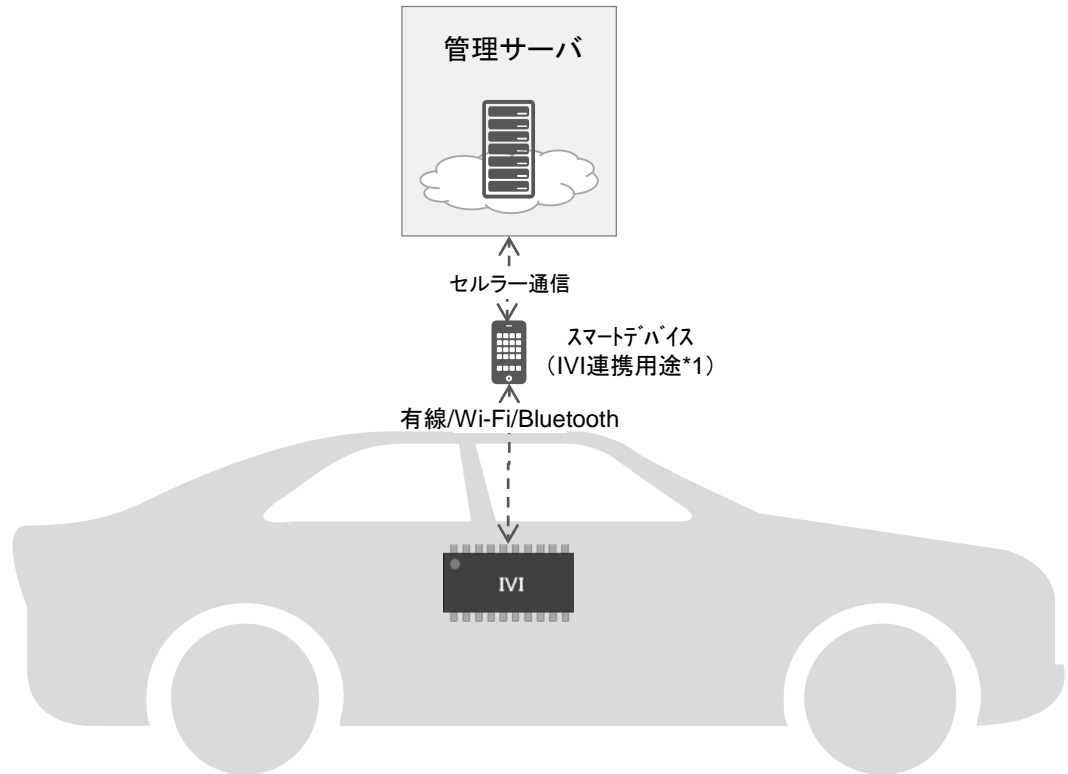 管理サーバ
セルラー通信
ｽﾏｰﾄﾃﾞﾊﾞｲｽ
（IVI連携用途*1）
有線/Wi-Fi/Bluetooth
IVI